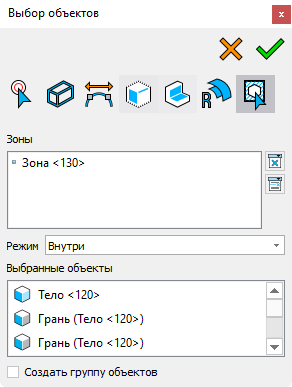 Выбор объектов
x
R
Зоны
Зона <130>
Режим Внутри
Выбранные объекты
Тело <120>
Грань (Тело <120>)
Грань (Тело <120>)
Создать группу объектов